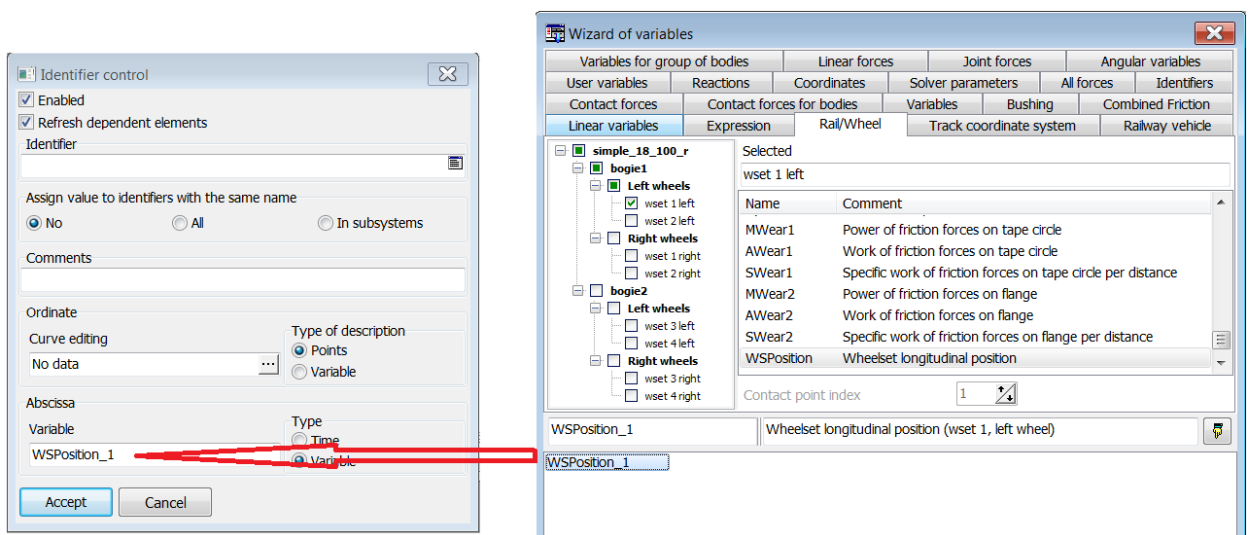 Identifier control
Enabled
Refresh dependent elements
Identifier
Assign value to identifiers with the same name
No All In subsystems
Comments
Ordinate
Curve editing
No data ...
Type of description
Points
Variable
Abscissa
Variable
WSPosition_1
Type
Time
Variable
Accept Cancel
Wizard of variables
Variables for group of bodies Linear forces Joint forces Angular variables
User variables Reactions Coordinates Solver parameters All forces Identifiers
Contact forces Contact forces for bodies Variables Bushing Combined Friction
Linear variables Expression Rail/Wheel Track coordinate system Railway vehicle
simple_18_100_r
bogie1
Left wheels
wset 1 left
wset 2 left
Right wheels
wset 1 right
wset 2 right
bogie2
Left wheels
wset 3 left
wset 4 left
Right wheels
wset 3 right
wset 4 right
Selected
wset 1 left
Name Comment
MWear1 Power of friction forces on tape circle
AWear1 Work of friction forces on tape circle
SWear1 Specific work of friction forces on tape circle per distance
MWear2 Power of friction forces on flange
AWear2 Work of friction forces on flange
SWear2 Specific work of friction forces on flange per distance
WSPosition Wheelset longitudinal position
Contact point index 1
WSPosition_1 Wheelset longitudinal position (wset 1, left wheel)
WSPosition_1